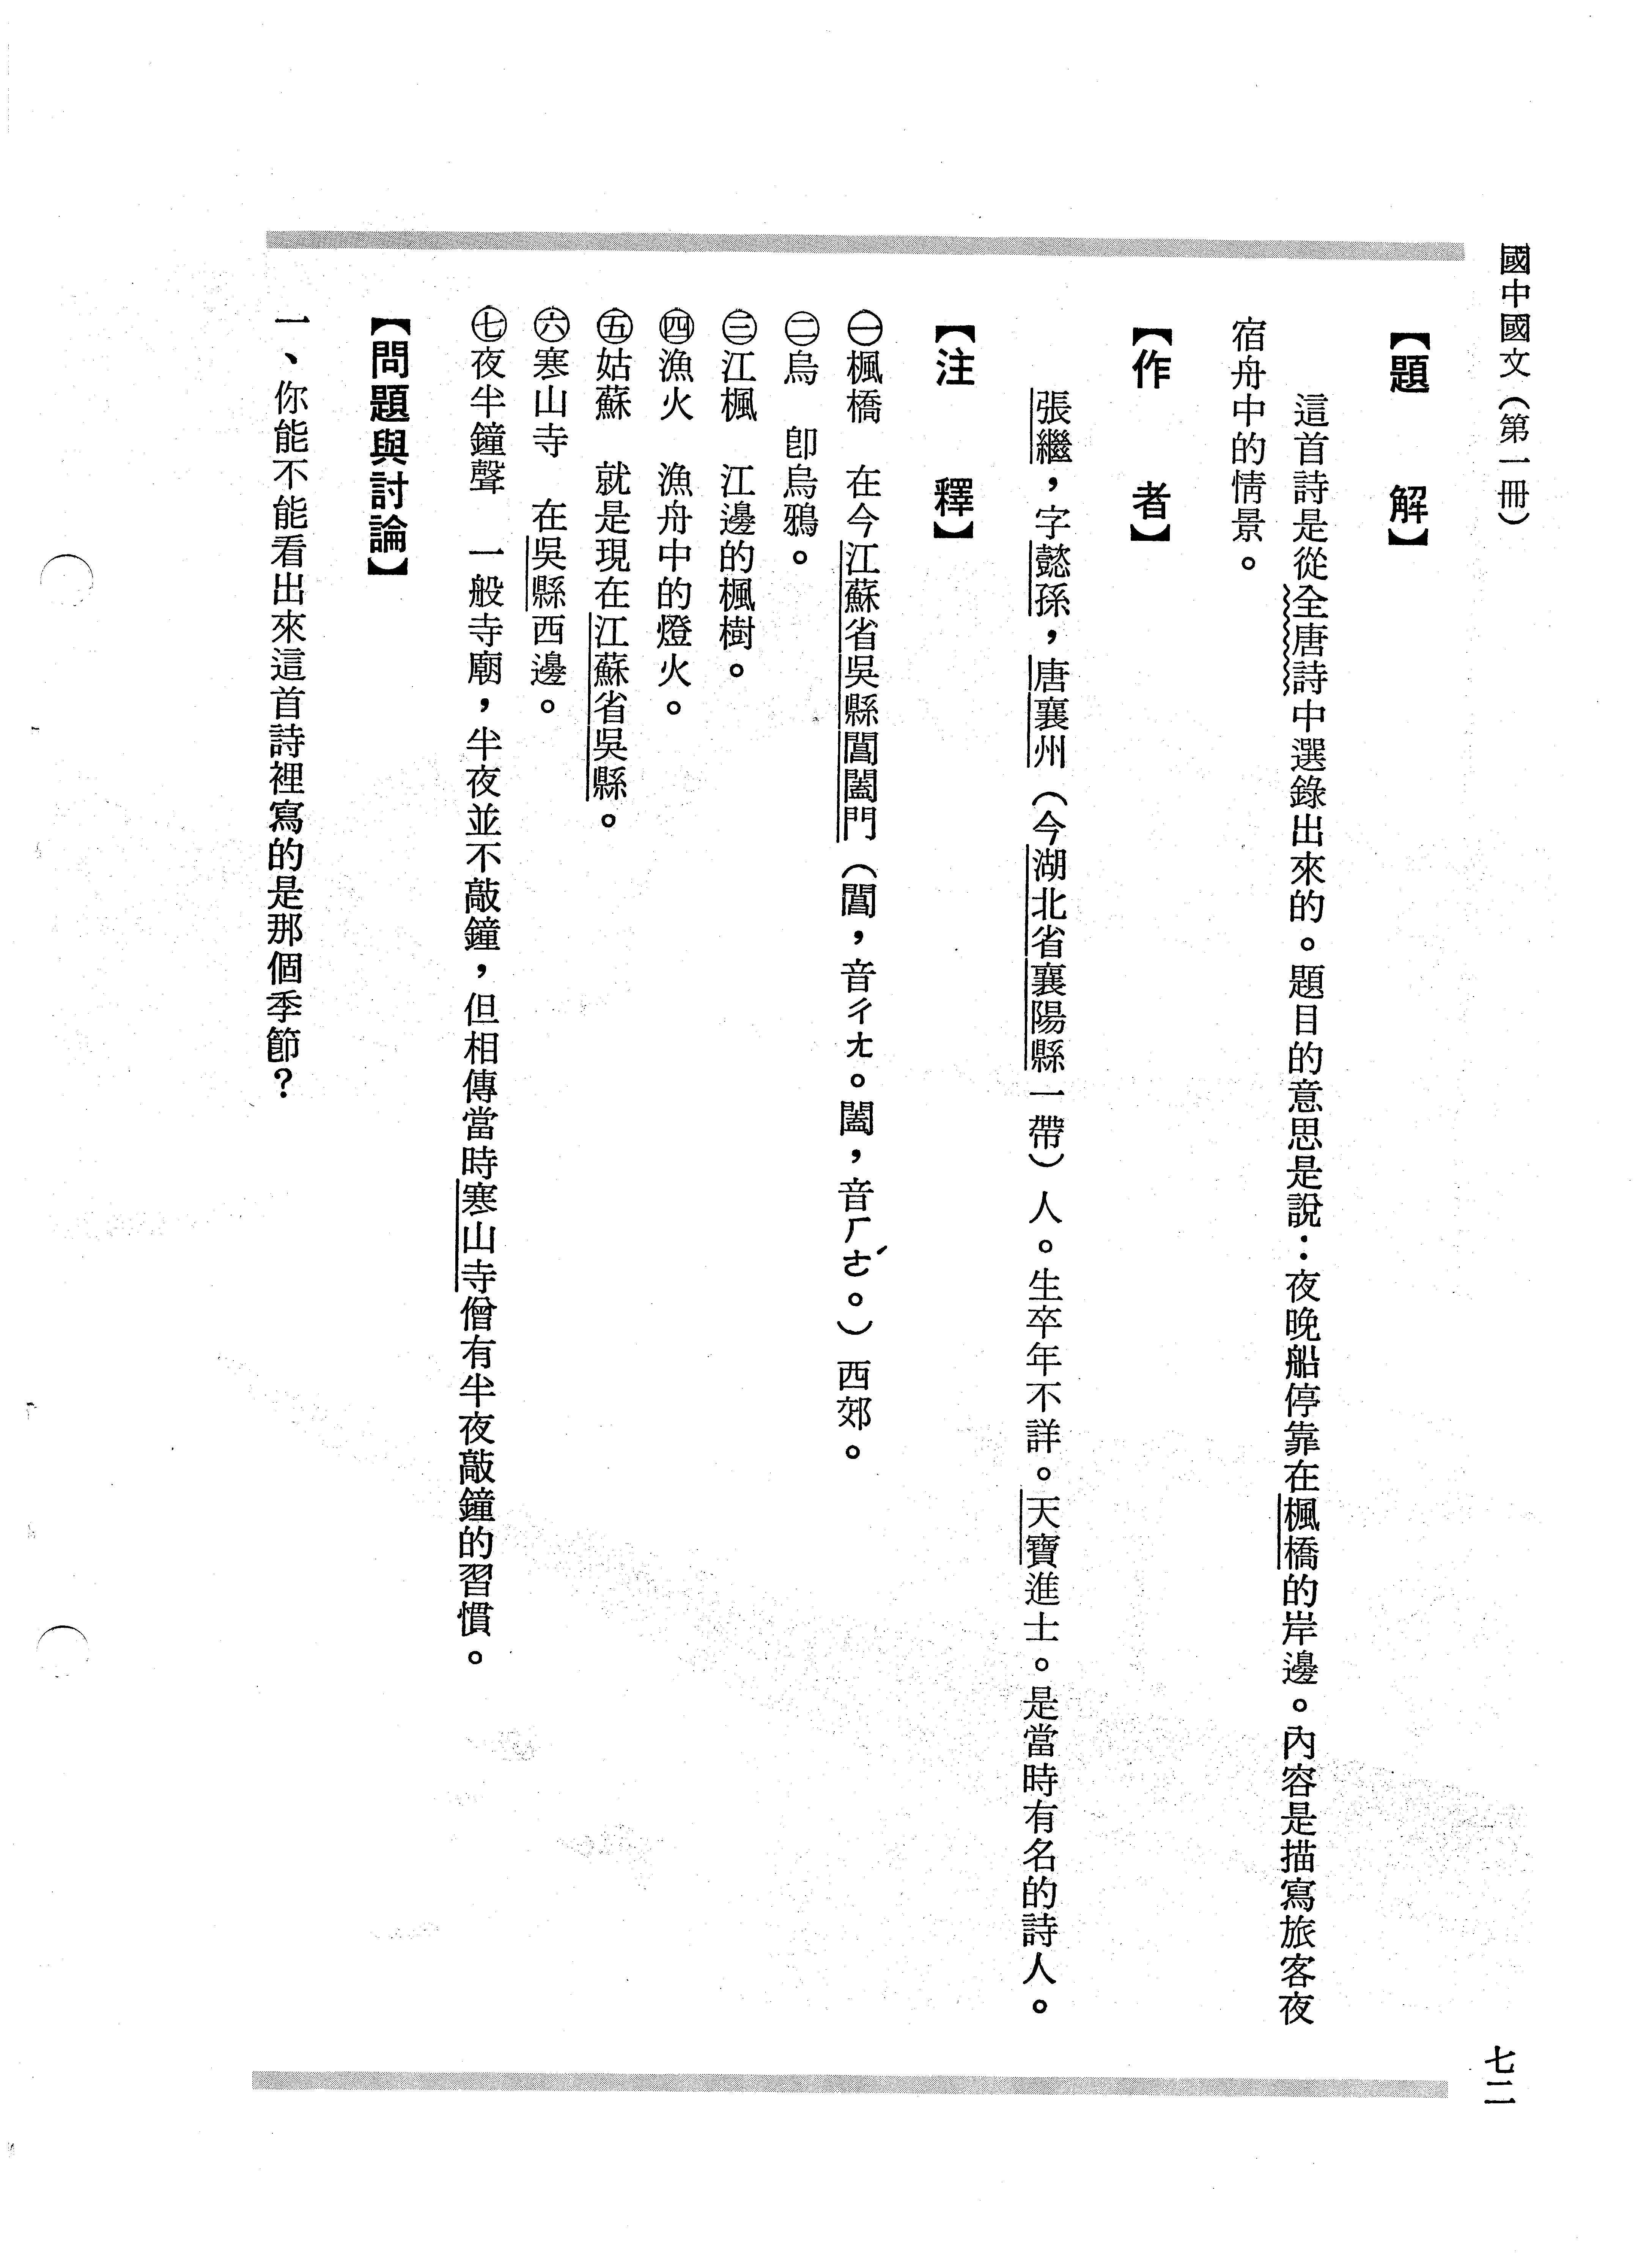 國中國文（第一冊）
七二
【題　解】
這首詩是從全唐詩中選錄出來的。題目的意思是說：夜晚船停靠在楓橋的岸邊。內容是描寫旅客夜
宿舟中的情景。
【作　者】
張繼，字懿孫，唐襄州（今湖北省襄陽縣一帶）人。生卒年不詳。天寶進士。是當時有名的詩人。
【注　釋】
㊀楓橋　在今江蘇省吳縣閶闔門（閶，音ㄔㄤ。闔，音ㄏㄜˊ。）西郊。
㊁烏　卽烏鴉。
㊂江楓　江邊的楓樹。
㊃漁火　漁舟中的燈火。
㊄姑蘇　就是現在江蘇省吳縣。
㊅寒山寺　在吳縣西邊。
㊆夜半鐘聲　一般寺廟，半夜並不敲鐘，但相傳當時寒山寺僧有半夜敲鐘的習慣。
【問題與討論】
一、你能不能看出來這首詩裡寫的是那個季節？